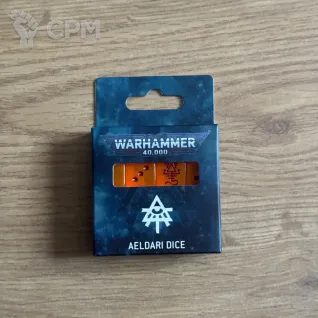 CPM
WARHAMMER
40,000
AELDARI DICE